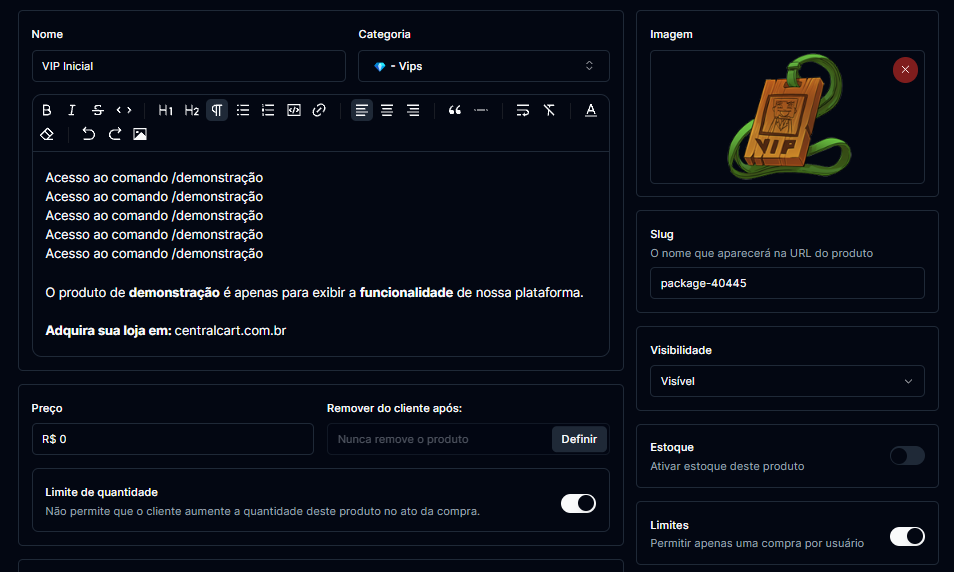 Nome
VIP Inicial
Categoria
💎 - Vips
B I S <> H1 H2 A
Acesso ao comando /demonstração
Acesso ao comando /demonstração
Acesso ao comando /demonstração
Acesso ao comando /demonstração
Acesso ao comando /demonstração
O produto de demonstração é apenas para exibir a funcionalidade de nossa plataforma.
Adquira sua loja em: centralcart.com.br
Preço
R$ 0
Remover do cliente após:
Nunca remove o produto
Definir
Limite de quantidade
Não permite que o cliente aumente a quantidade deste produto no ato da compra.
Imagem
VIP
Slug
O nome que aparecerá na URL do produto
package-40445
Visibilidade
Visível
Estoque
Ativar estoque deste produto
Limites
Permitir apenas uma compra por usuário